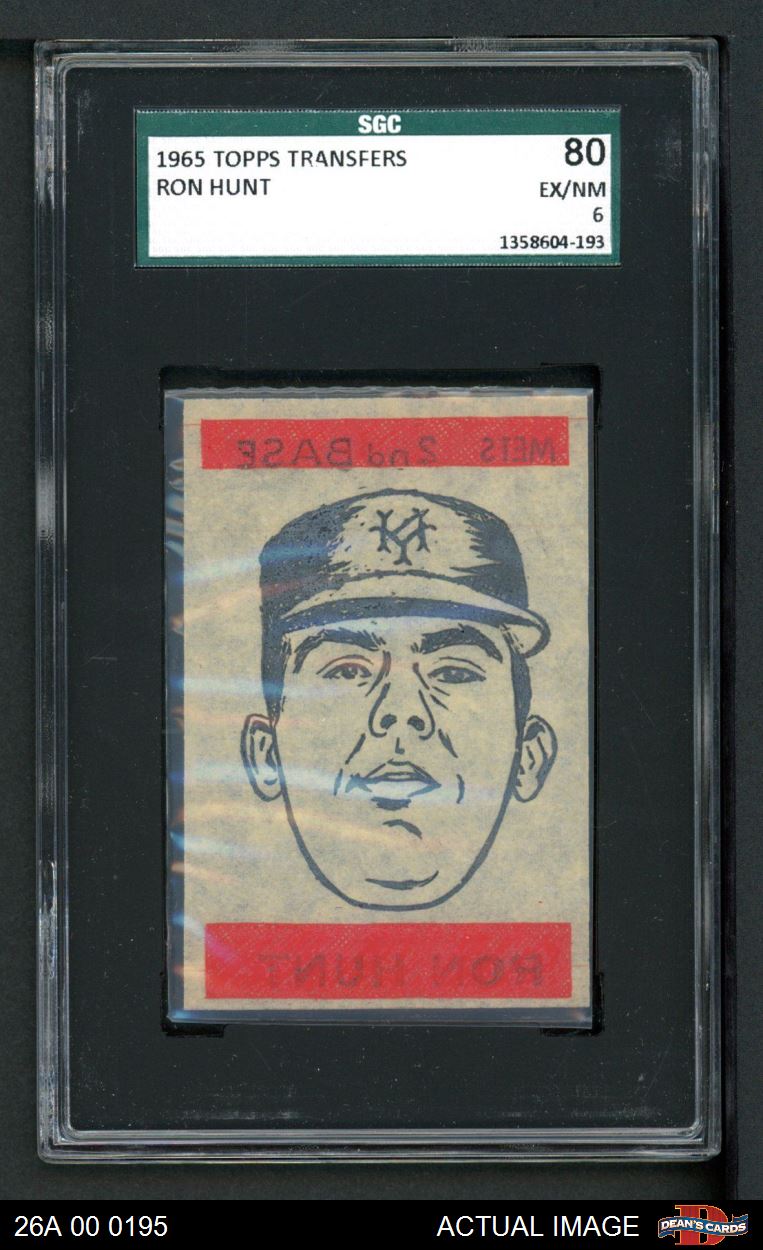 SGC
1965 TOPPS TRANSFERS
80
RON HUNT
EX/NM
6
1358604-193
METS 2nd BASE
NY
RON HUNT
26A 00 0195
ACTUAL IMAGE
DEAN'S CARDS